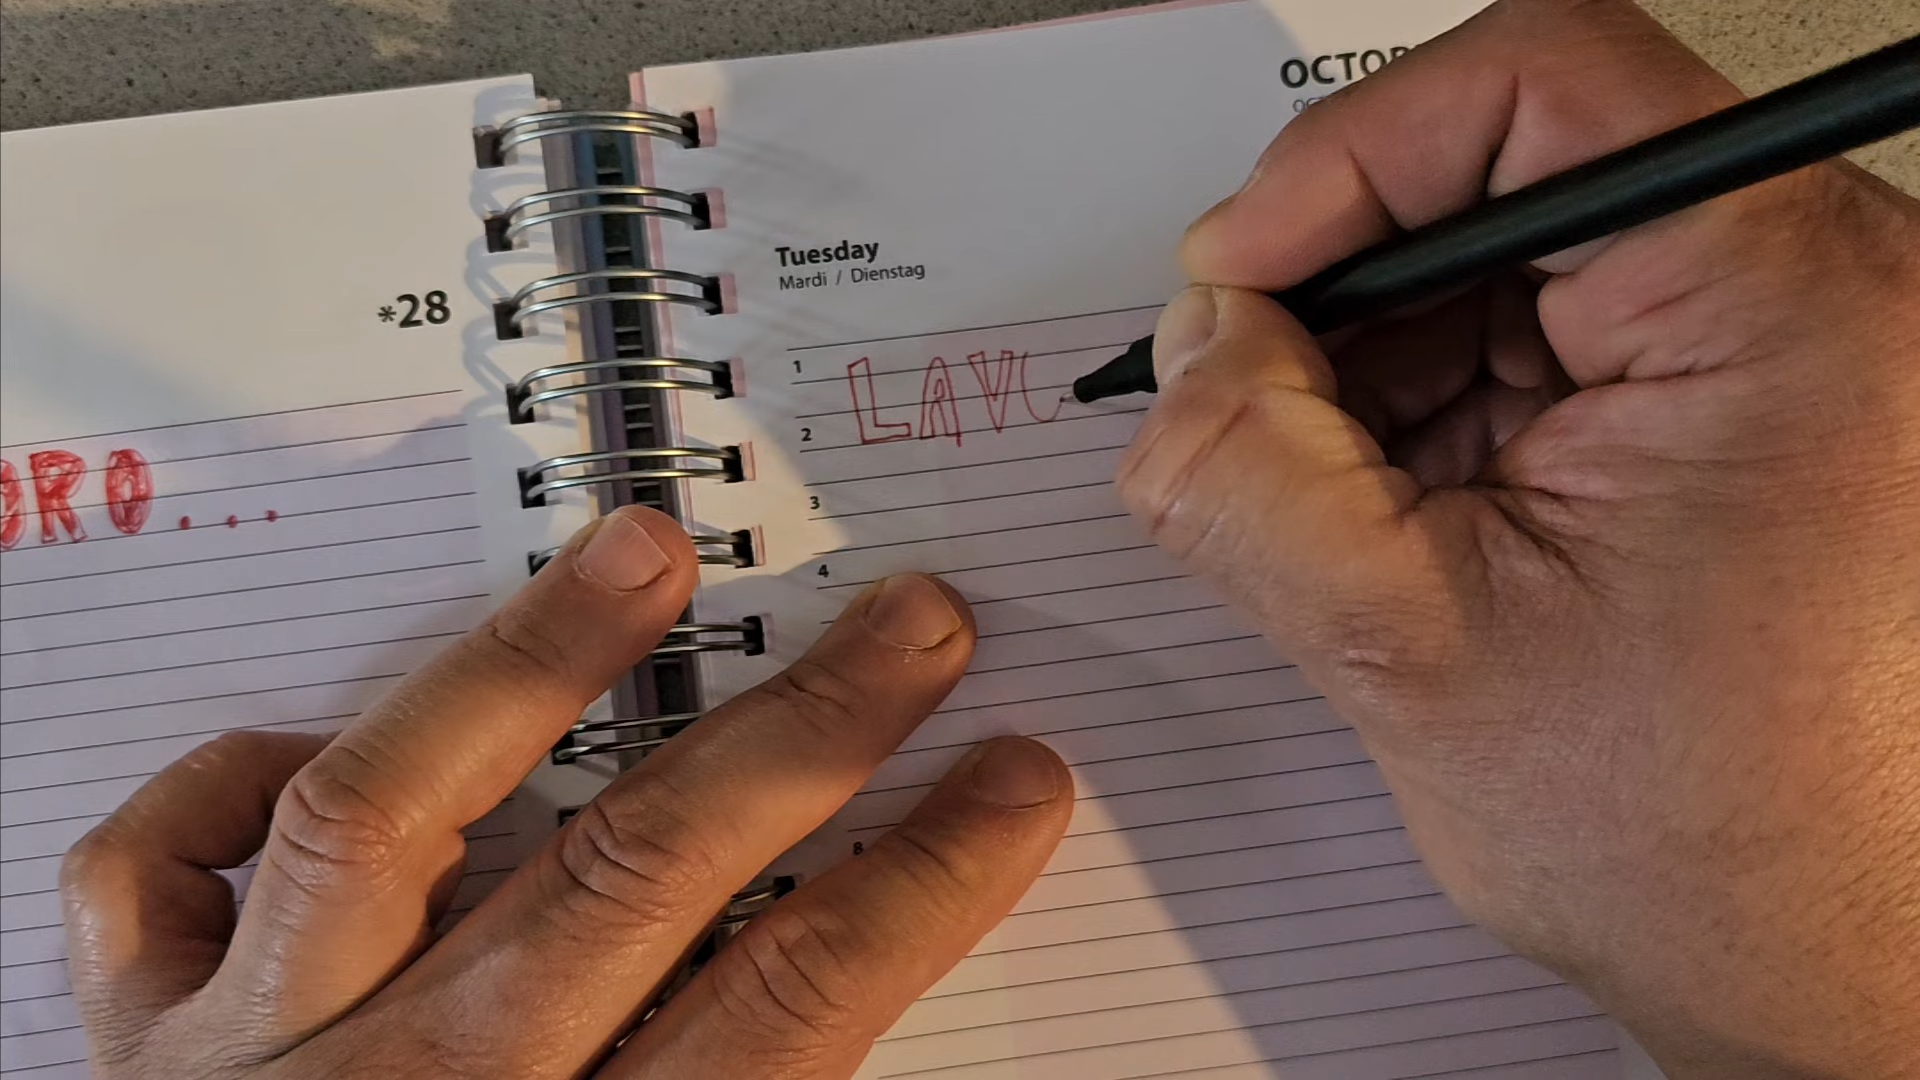 *28
ORO...
OCTO
Tuesday
Mardi / Dienstag
1
LAV
2
3
4
8